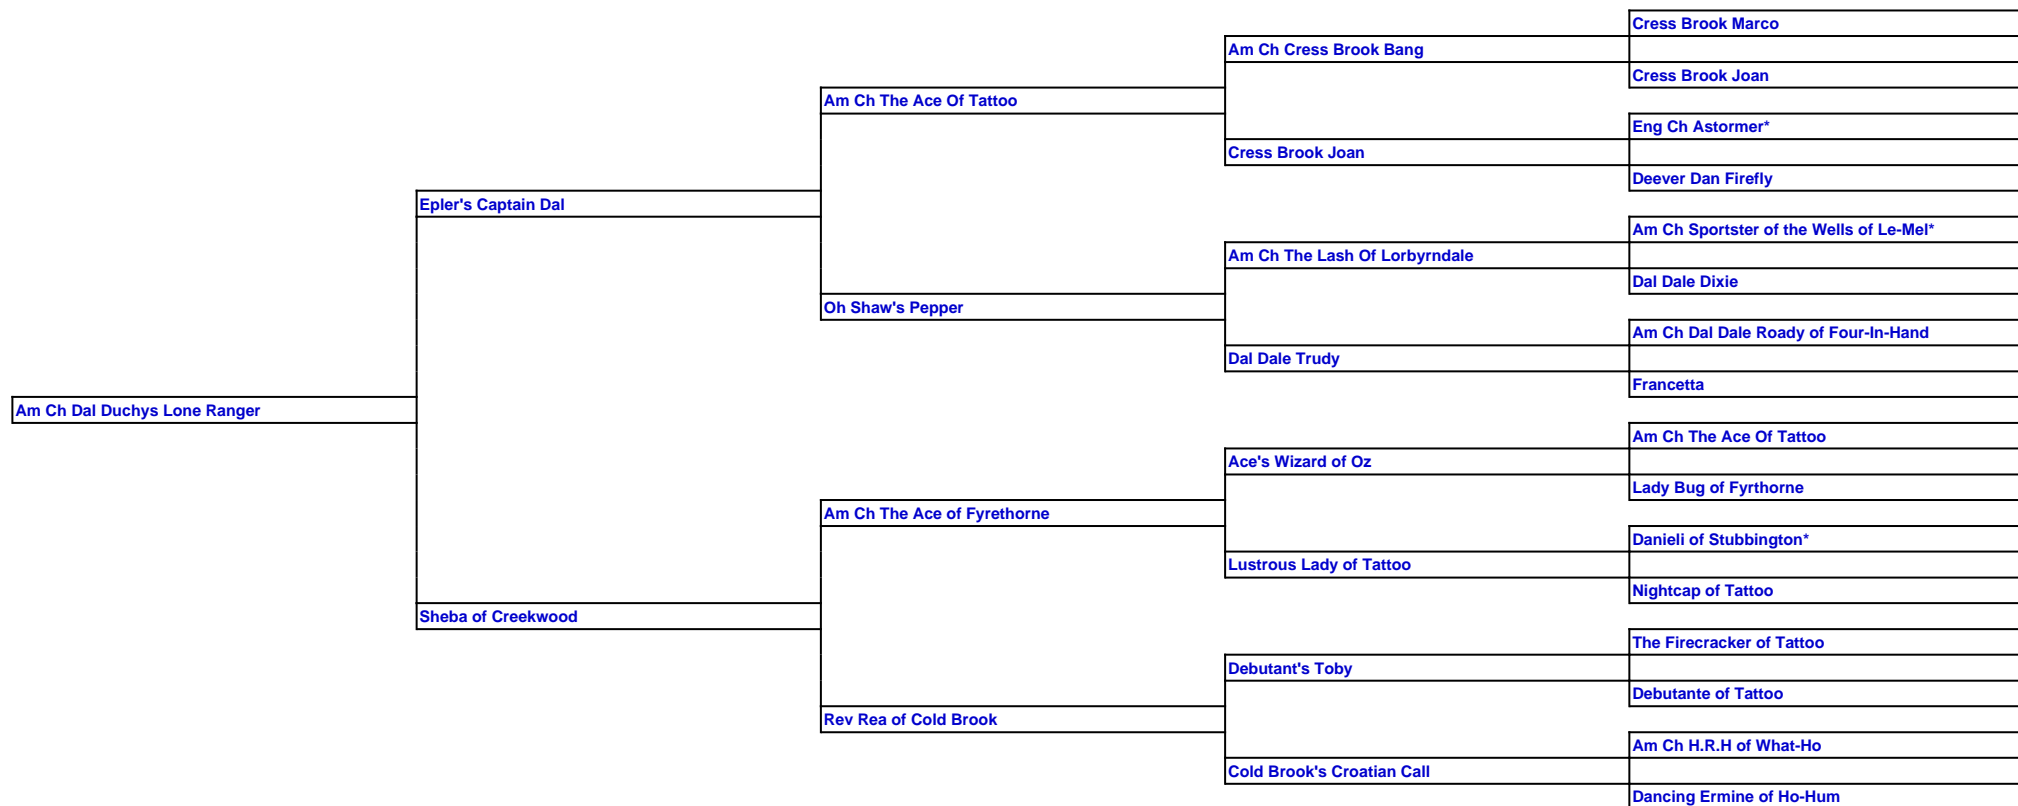 Cress Brook Marco
Am Ch Cress Brook Bang
Cress Brook Joan
Am Ch The Ace Of Tattoo
Eng Ch Astormer*
Cress Brook Joan
Deever Dan Firefly
Epler's Captain Dal
Am Ch Sportster of the Wells of Le-Mel*
Am Ch The Lash Of Lorbyrndale
Dal Dale Dixie
Oh Shaw's Pepper
Am Ch Dal Dale Roady of Four-In-Hand
Dal Dale Trudy
Francetta
Am Ch Dal Duchys Lone Ranger
Am Ch The Ace Of Tattoo
Ace's Wizard of Oz
Lady Bug of Fyrthorne
Am Ch The Ace of Fyrethorne
Danieli of Stubbington*
Lustrous Lady of Tattoo
Nightcap of Tattoo
Sheba of Creekwood
The Firecracker of Tattoo
Debutant's Toby
Debutante of Tattoo
Rev Rea of Cold Brook
Am Ch H.R.H of What-Ho
Cold Brook's Croatian Call
Dancing Ermine of Ho-Hum